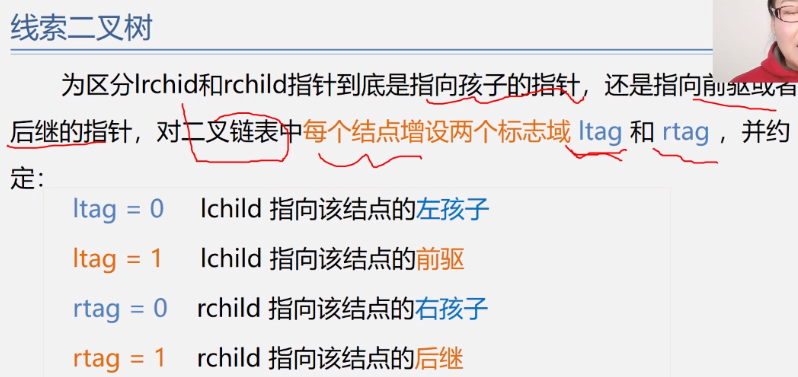 线索二叉树
为区分lrchid和rchild指针到底是指向孩子的指针，还是指向前驱或者
后继的指针，对二叉链表中每个结点增设两个标志域 ltag 和 rtag ，并约
定：
ltag = 0 lchild 指向该结点的左孩子
ltag = 1 lchild 指向该结点的前驱
rtag = 0 rchild 指向该结点的右孩子
rtag = 1 rchild 指向该结点的后继